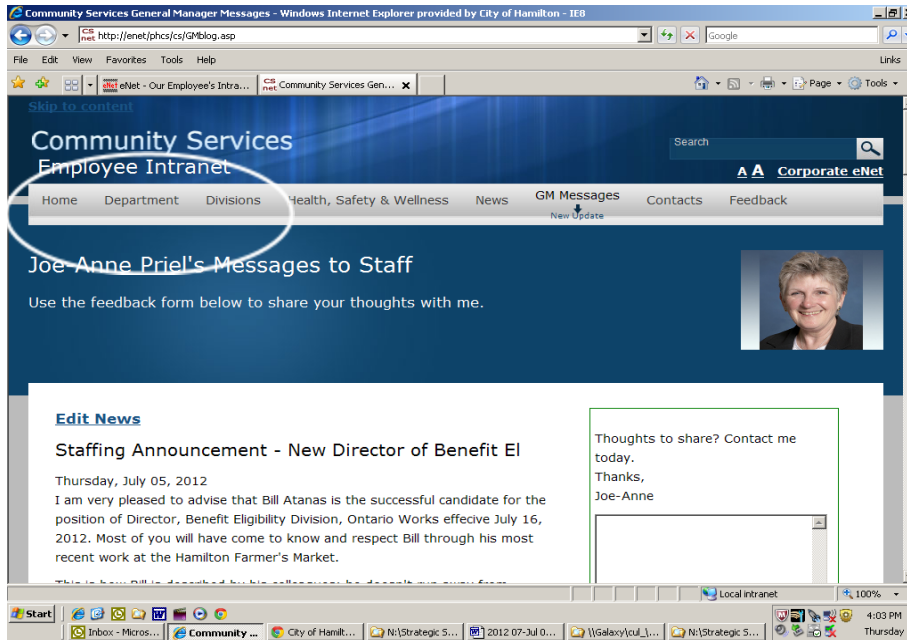 Community Services General Manager Messages - Windows Internet Explorer provided by City of Hamilton - IE8
CS net http://enet/phcs/cs/GMblog.asp
Google
File Edit View Favorites Tools Help
Links
eNet eNet - Our Employee's Intra... CS net Community Services Gen... X
Page Tools
Skip to content
Community Services
Employee Intranet
Search
A A Corporate eNet
Home Department Divisions Health, Safety & Wellness News GM Messages Contacts Feedback
New Update
Joe-Anne Priel's Messages to Staff
Use the feedback form below to share your thoughts with me.
Edit News
Staffing Announcement - New Director of Benefit El
Thursday, July 05, 2012
I am very pleased to advise that Bill Atanas is the successful candidate for the
position of Director, Benefit Eligibility Division, Ontario Works effecive July 16,
2012. Most of you will have come to know and respect Bill through his most
recent work at the Hamilton Farmer's Market.
Thoughts to share? Contact me
today.
Thanks,
Joe-Anne
Local intranet 100%
Start
4:03 PM
Inbox - Micros... Community ... City of Hamilt... N:\Strategic S... 2012 07-Jul 0... \\Galaxy\cul_\... N:\Strategic S... Thursday